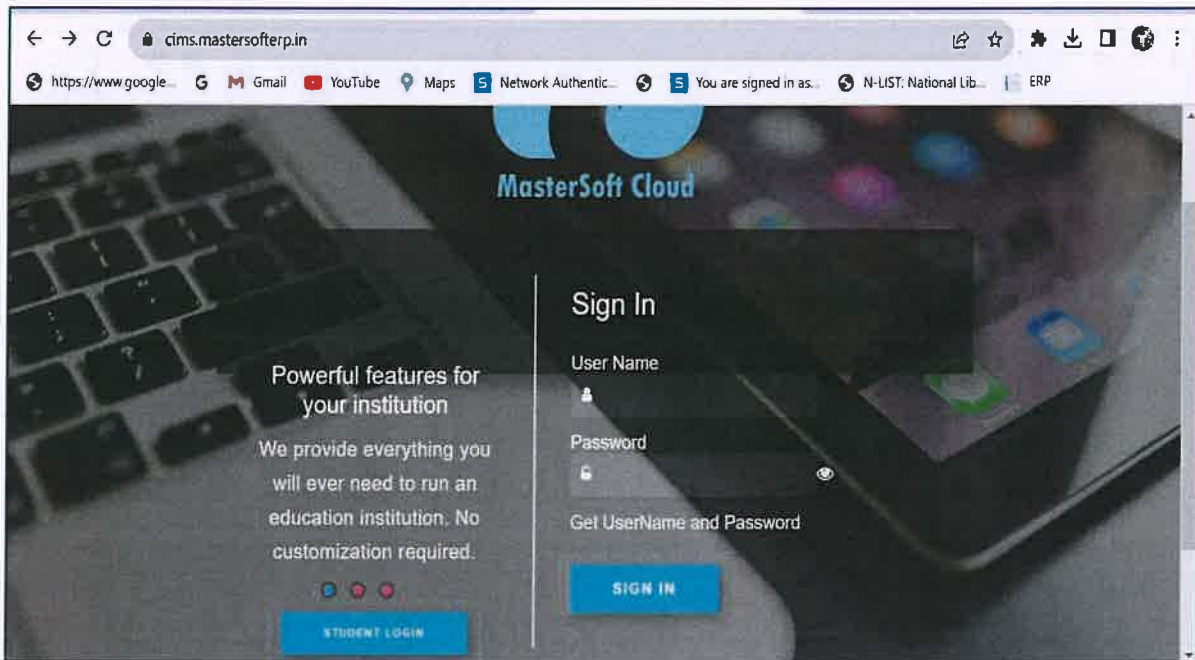 cims.mastersofterp.in
https://www.google... G Gmail YouTube Maps S Network Authentic... S You are signed in as... N-LIST: National Lib... ERP
MasterSoft Cloud
Powerful features for
your institution
We provide everything you
will ever need to run an
education institution. No
customization required.
STUDENT LOGIN
Sign In
User Name
Password
Get UserName and Password
SIGN IN